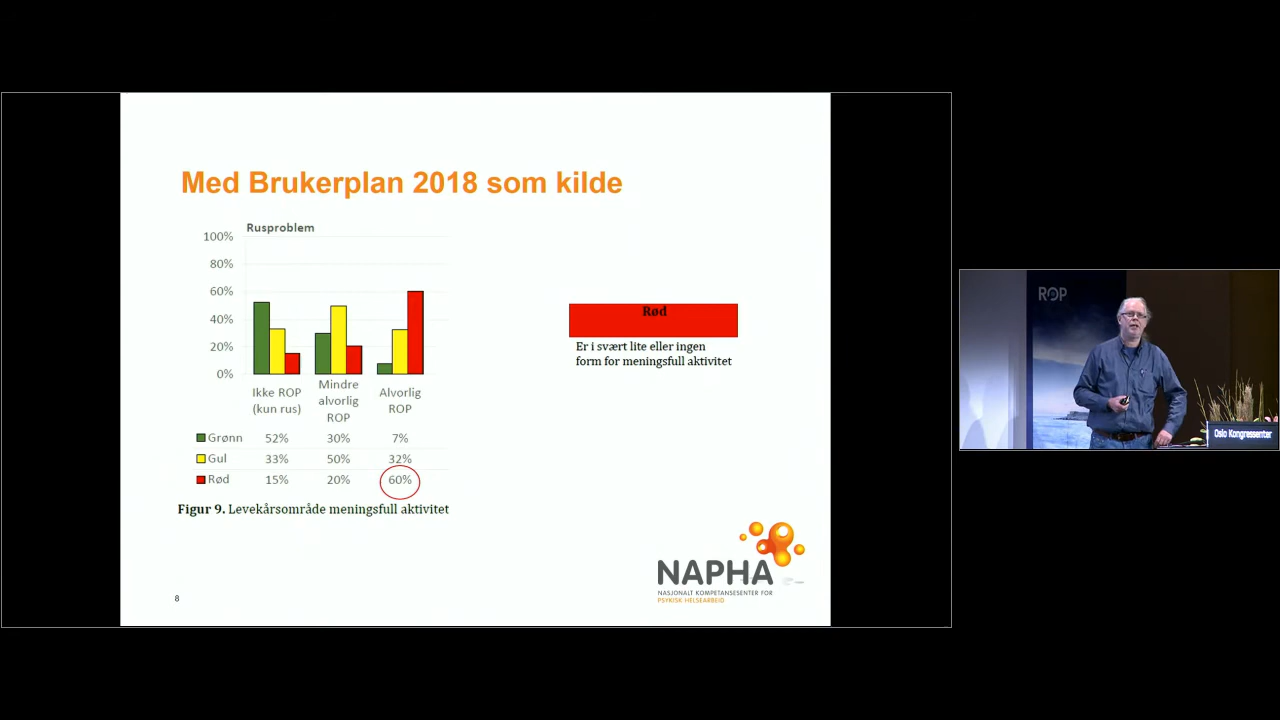 Med Brukerplan 2018 som kilde
Rusproblem
100%
80%
60%
40%
20%
0%
Ikke ROP
(kun rus)
Mindre
alvorlig
ROP
Alvorlig
ROP
Grønn 52% 30% 7%
Gul 33% 50% 32%
Rød 15% 20% 60%
Figur 9. Levekårsområde meningsfull aktivitet
Rød
Er i svært lite eller ingen
form for meningsfull aktivitet
NAPHA
NASJONALT KOMPETANSESENTER FOR
PSYKISK HELSEARBEID
8
ROP
Oslo Kongressenter